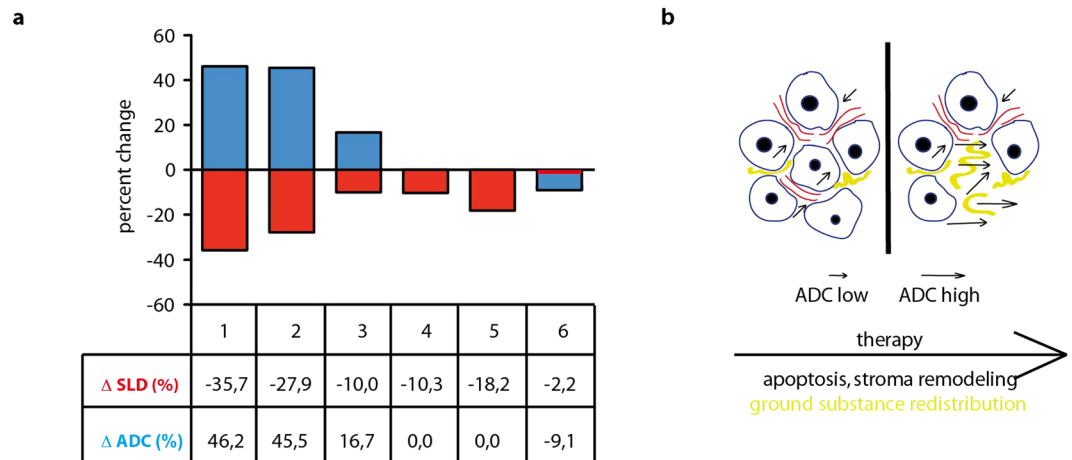 a
60
40
20
0
-20
-40
-60
percent change
1 2 3 4 5 6
Δ SLD (%) -35,7 -27,9 -10,0 -10,3 -18,2 -2,2
Δ ADC (%) 46,2 45,5 16,7 0,0 0,0 -9,1
b
ADC low ADC high
therapy
apoptosis, stroma remodeling
ground substance redistribution